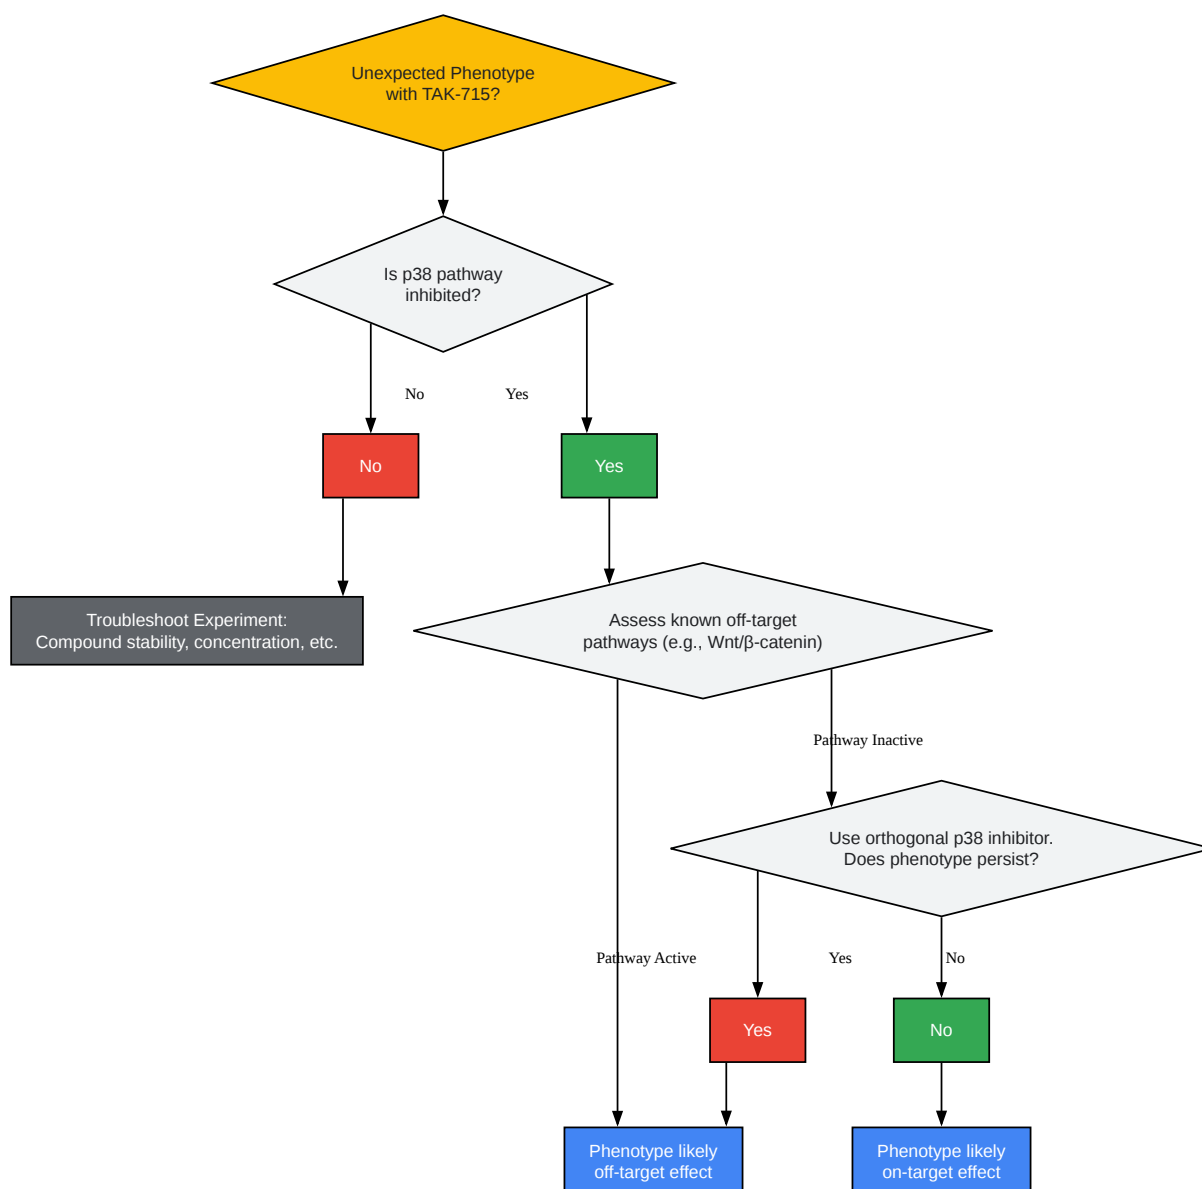 Unexpected Phenotype
with TAK-715?
Is p38 pathway
inhibited?
No
Yes
No
Yes
Troubleshoot Experiment:
Compound stability, concentration, etc.
Assess known off-target
pathways (e.g., Wnt/β-catenin)
Pathway Inactive
Use orthogonal p38 inhibitor.
Does phenotype persist?
Pathway Active
Yes
No
Yes
No
Phenotype likely
off-target effect
Phenotype likely
on-target effect